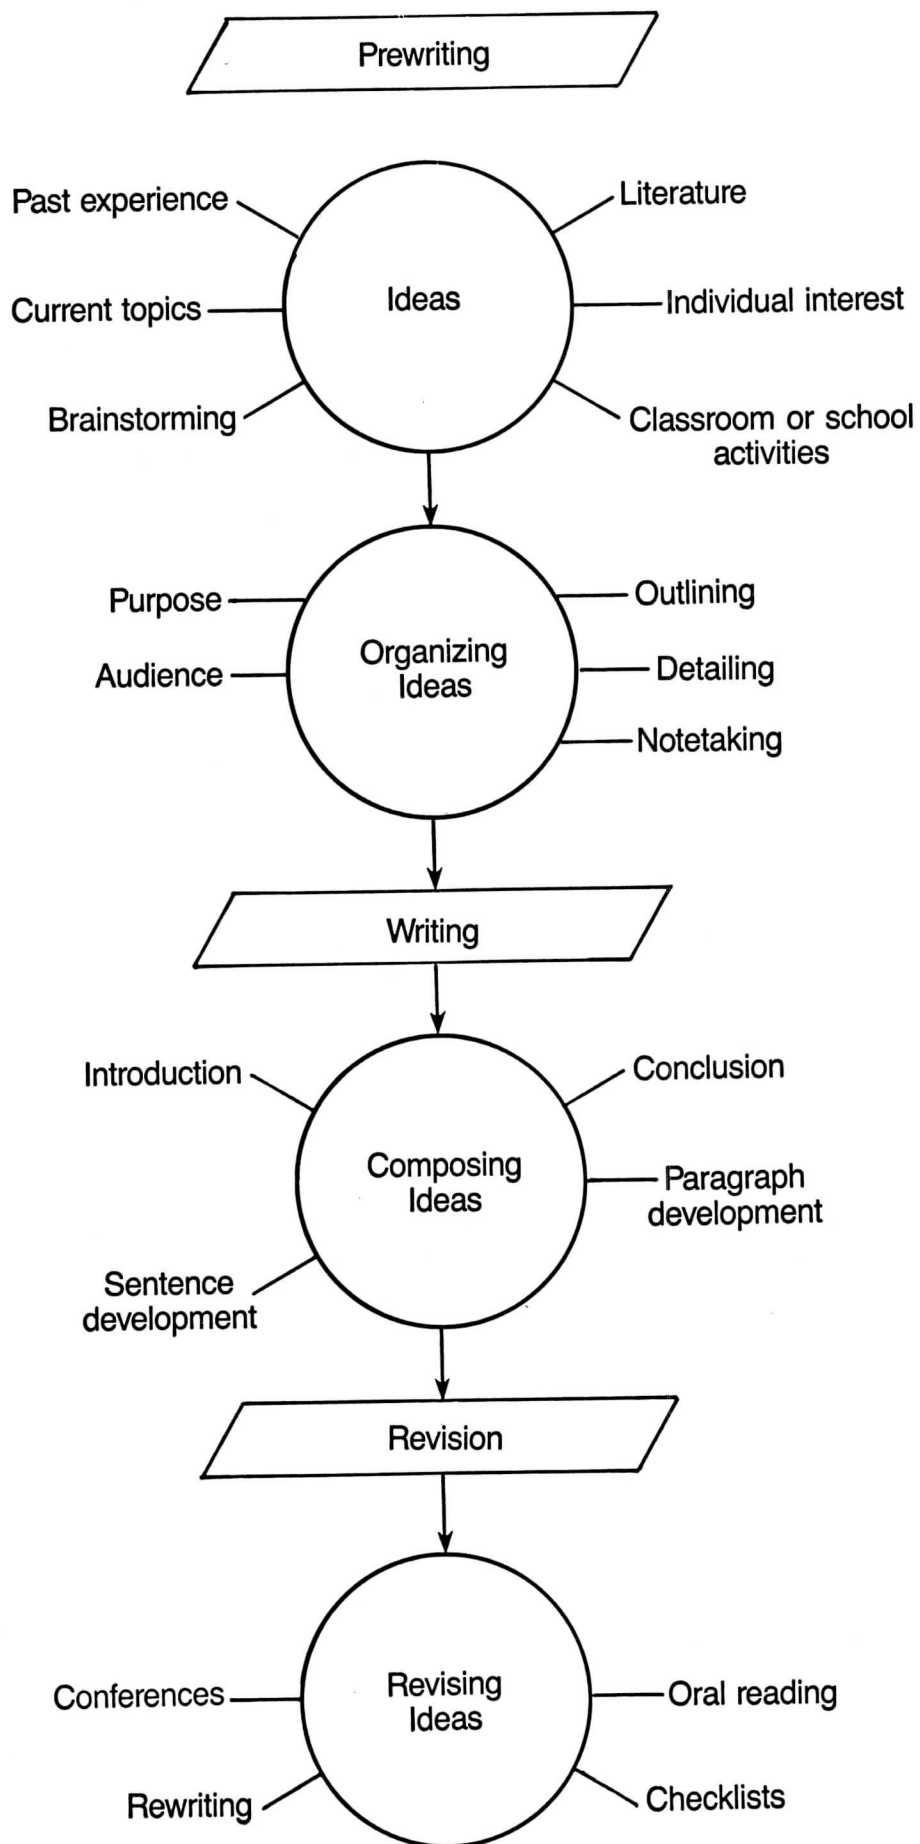 Prewriting
Past experience
Literature
Ideas
Current topics
Individual interest
Brainstorming
Classroom or school
activities
Purpose
Outlining
Organizing
Ideas
Audience
Detailing
Notetaking
Writing
Introduction
Conclusion
Composing
Ideas
Paragraph
development
Sentence
development
Revision
Revising
Ideas
Conferences
Oral reading
Rewriting
Checklists